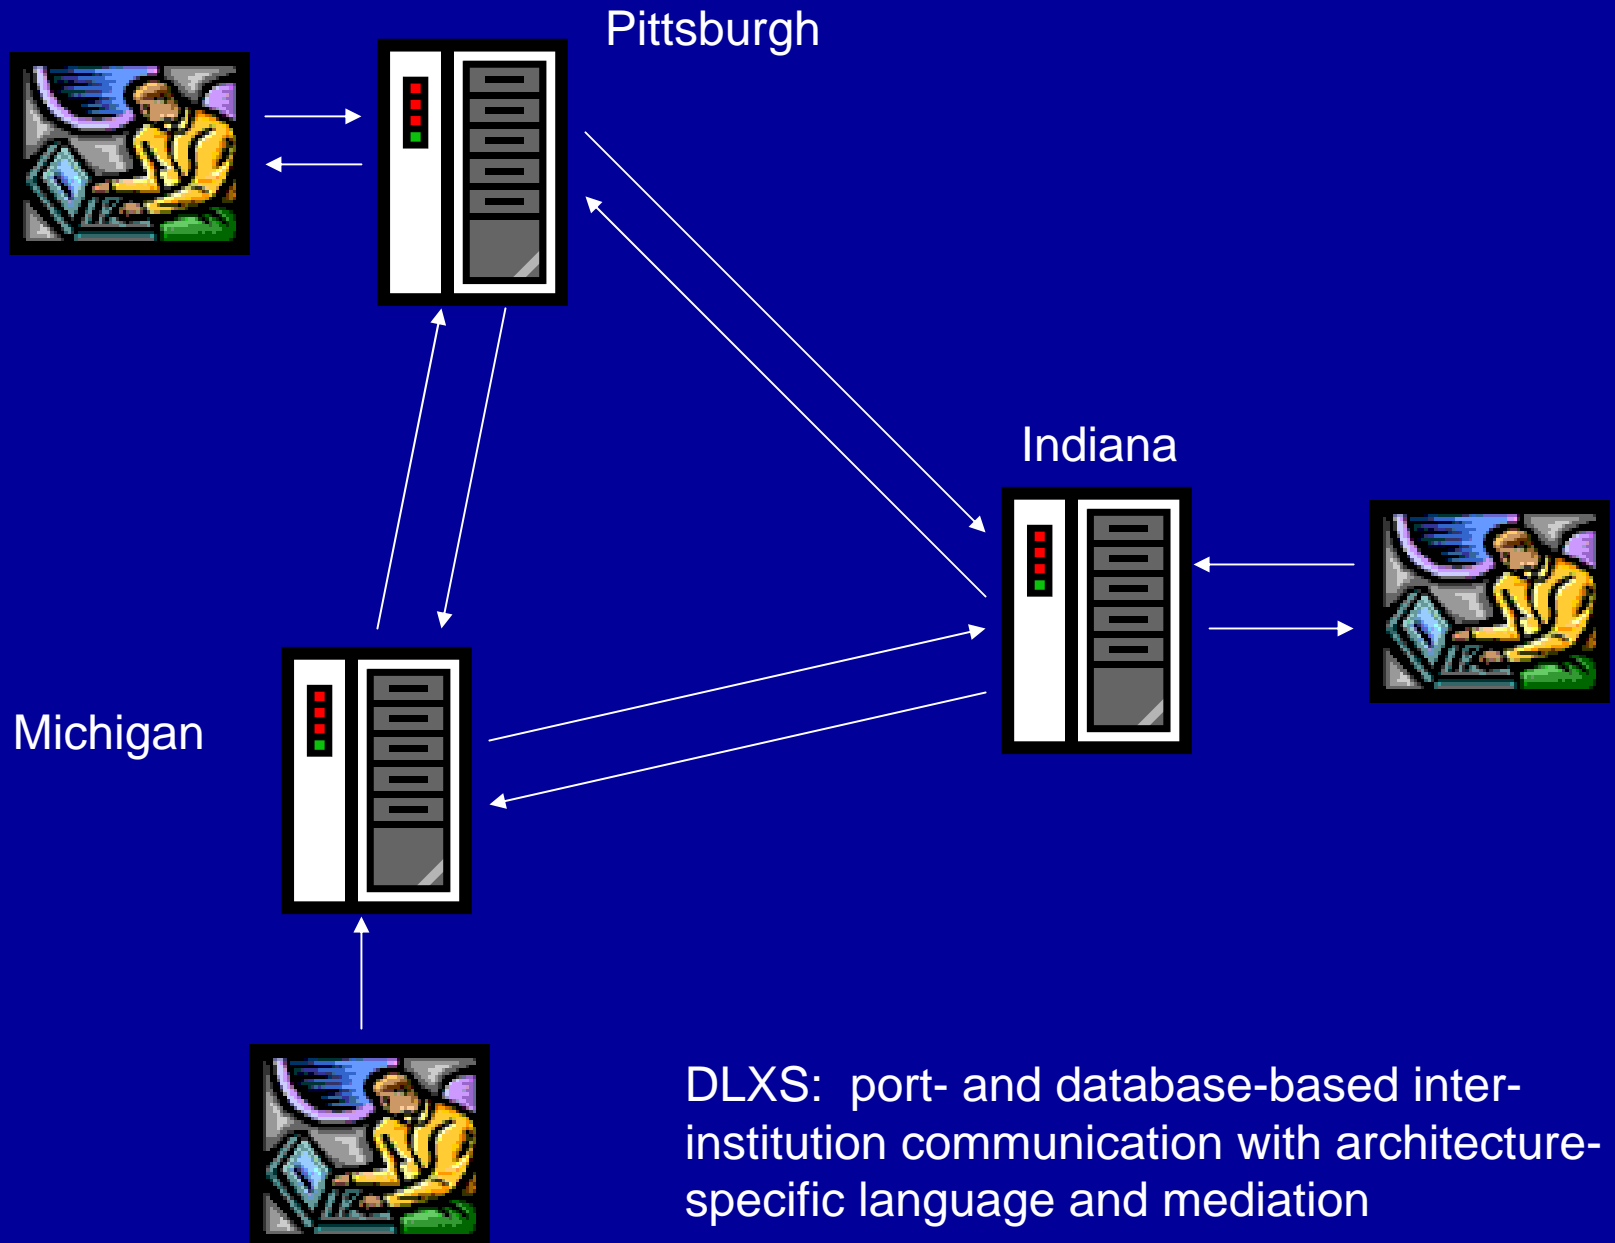 Pittsburgh
Indiana
Michigan
DLXS:  port- and database-based inter-
institution communication with architecture-
specific language and mediation